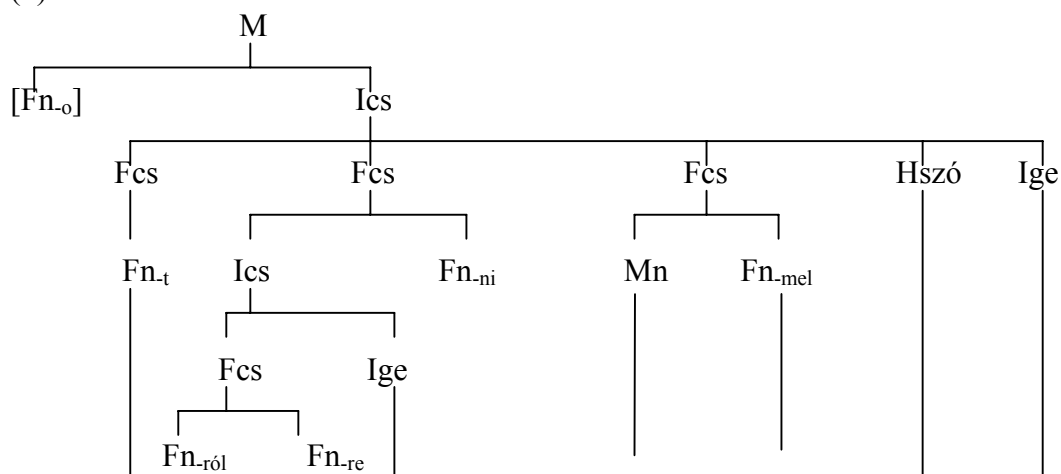 M
[Fn-o] Ics
Fcs Fcs Fcs Hszó Ige
Fn-t Ics Fn-ni Mn Fn-mel
Fcs Ige
Fn-ról Fn-re